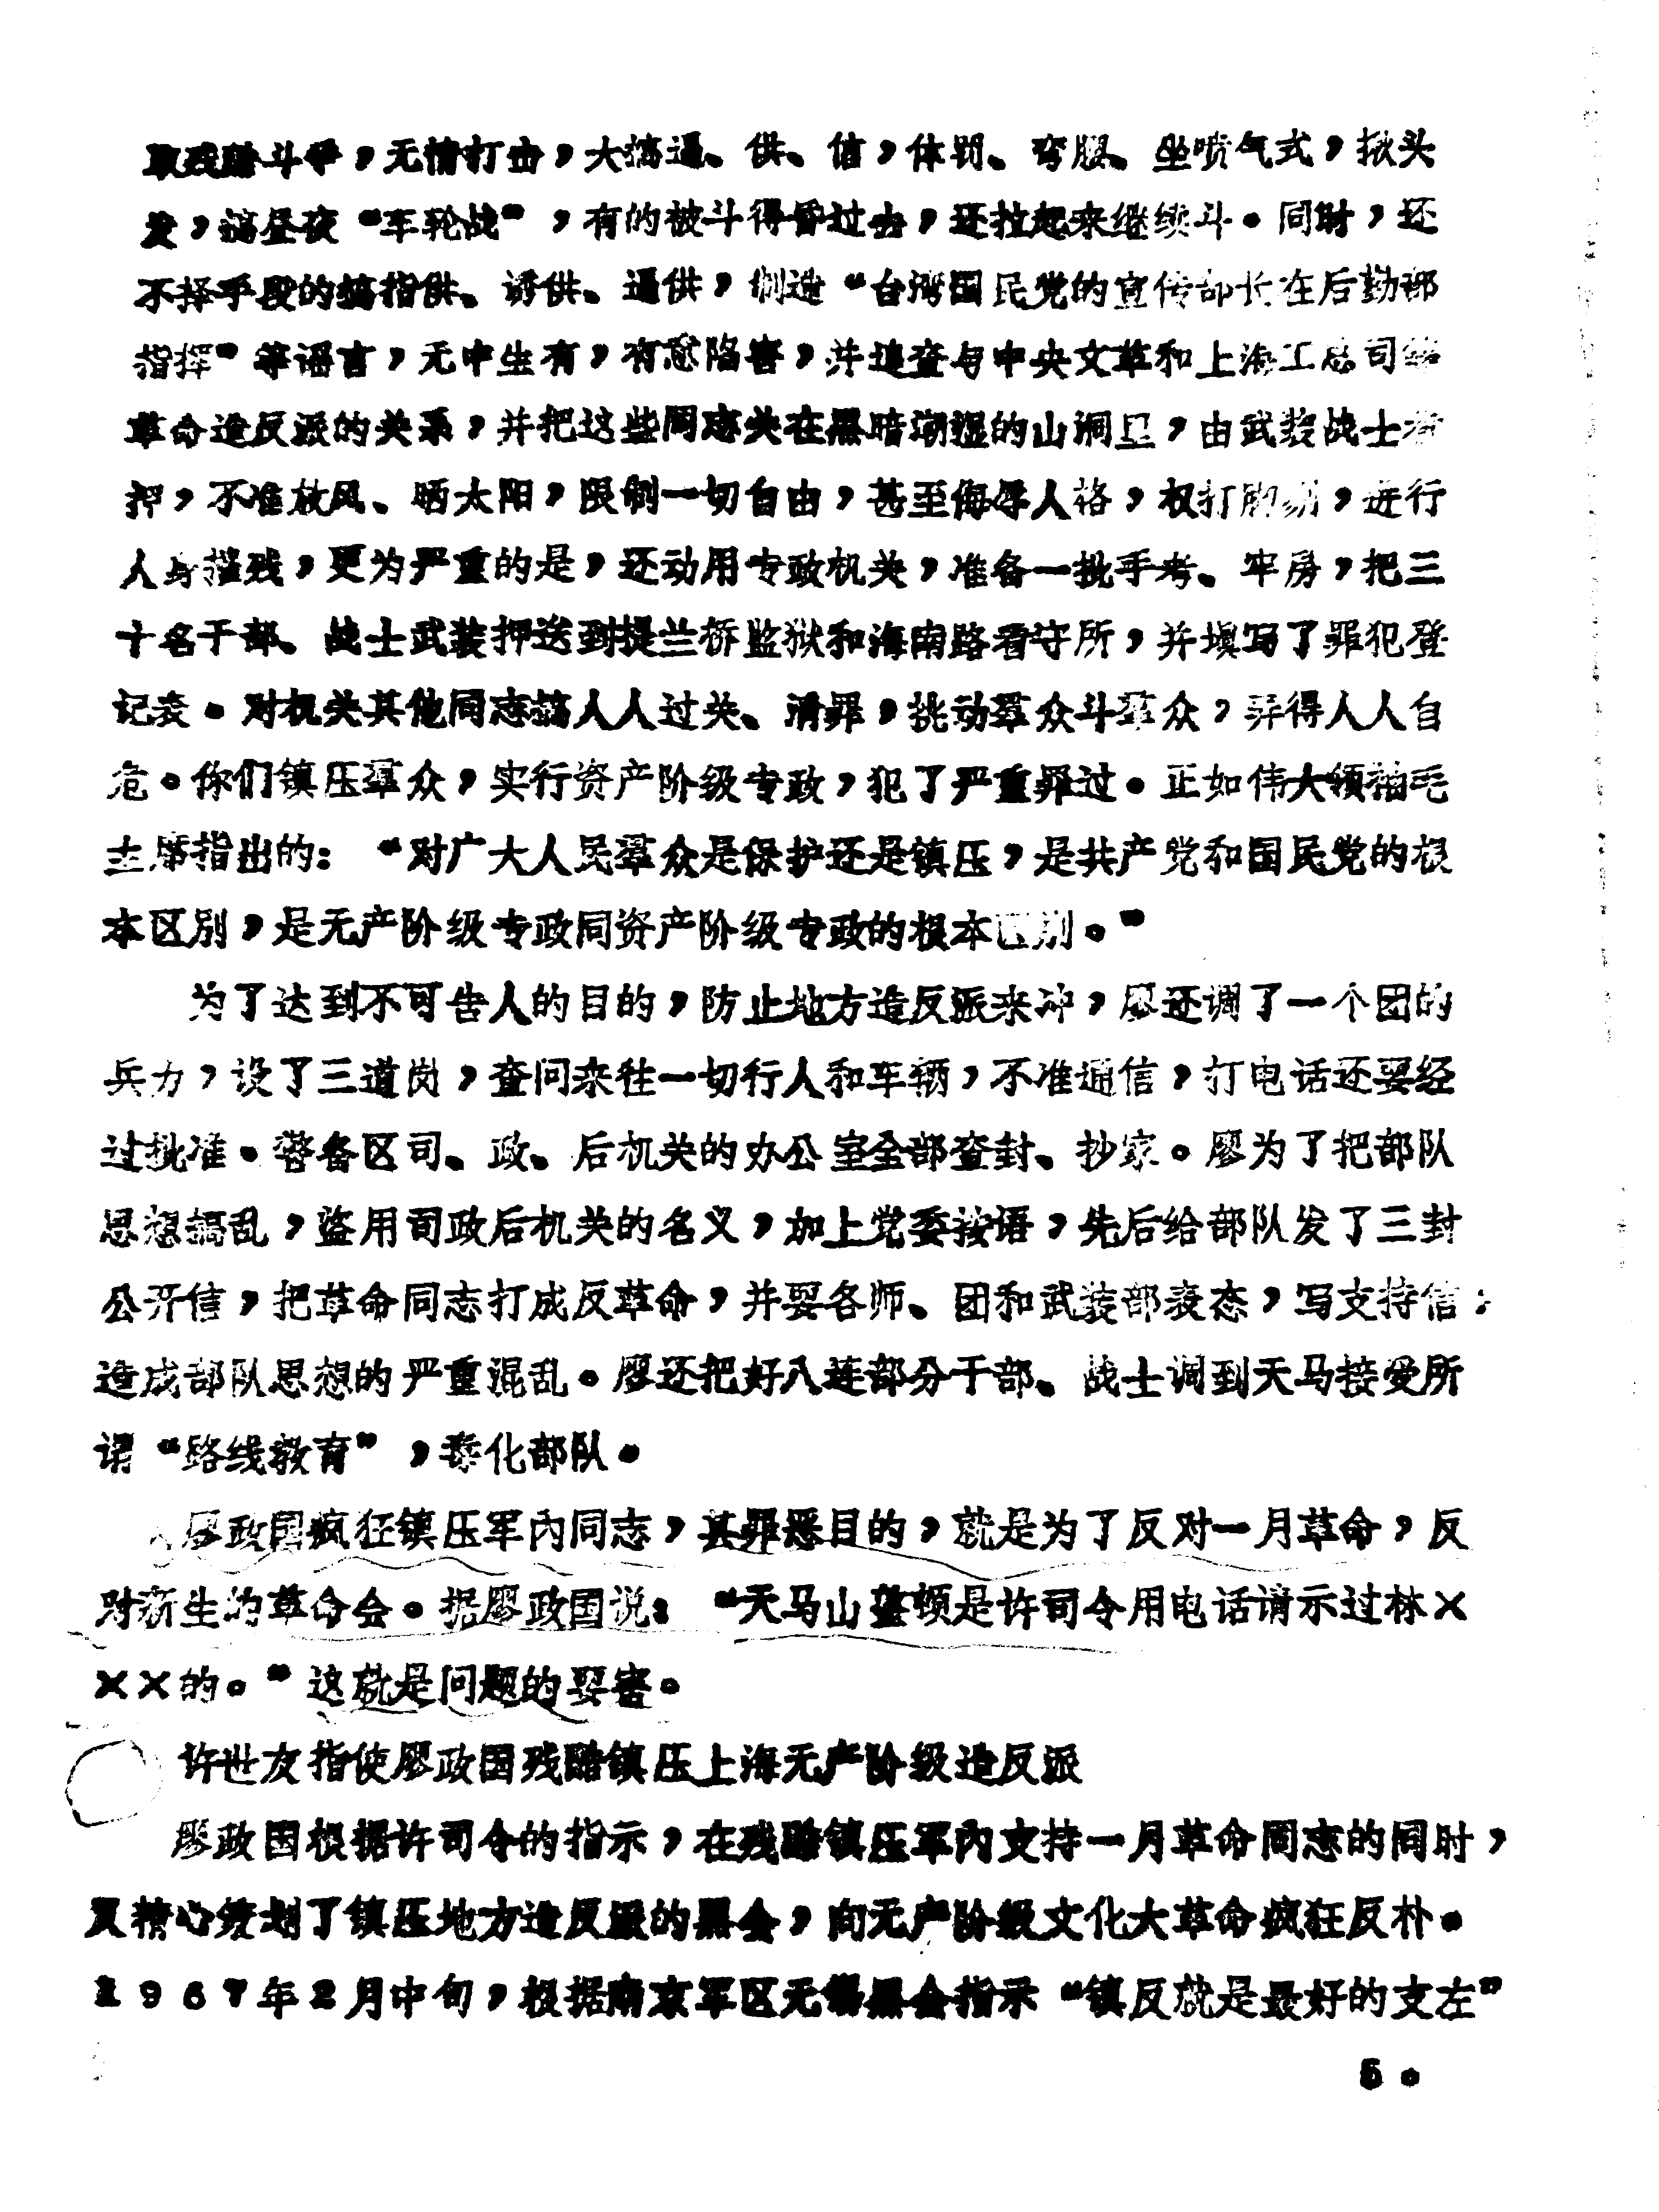 取残酷斗争，无情打击，大搞逼、供、信，体罚、弯腿、坐喷气式，揪头
发，搞昼夜“车轮战”，有的被斗得昏过去，还拉起来继续斗。同时，还
不择手段的搞指供、诱供、逼供，制造“台湾国民党的宣传部长在后勤部
指挥”等谣言，无中生有，有意陷害，并追查与中央文革和上海工总司等
革命造反派的关系，并把这些同志关在黑暗潮湿的山洞里，由武装战士看
押，不准放风、晒太阳，限制一切自由，甚至侮辱人格，权打脚踢，进行
人身摧残，更为严重的是，还动用专政机关，准备一批手考、牢房，把三
十名干部、战士武装押送到提兰桥监狱和海南路看守所，并填写了罪犯登
记表。对机关其他同志搞人人过关、清罪，挑动群众斗群众，弄得人人自
危。你们镇压群众，实行资产阶级专政，犯了严重罪过。正如伟大领袖毛
主席指出的：“对广大人民群众是保护还是镇压，是共产党和国民党的根
本区别，是无产阶级专政同资产阶级专政的根本区别。”
为了达到不可告人的目的，防止地方造反派来冲，廖还调了一个团的
兵力，设了三道岗，查问来往一切行人和车辆，不准通信，打电话还要经
过批准。警备区司、政、后机关的办公室全部查封、抄家。廖为了把部队
思想搞乱，盗用司政后机关的名义，加上党委按语，先后给部队发了三封
公开信，把革命同志打成反革命，并要各师、团和武装部表态，写支持信；
造成部队思想的严重混乱。廖还把好八连部分干部、战士调到天马接受所
谓“路线教育”，毒化部队。
廖政国疯狂镇压军内同志，其罪恶目的，就是为了反对一月革命，反
对新生的革命会。据廖政国说：“天马山整顿是许司令用电话请示过林×
××的。”这就是问题的要害。
许世友指使廖政国残酷镇压上海无产阶级造反派
廖政国根据许司令的指示，在残酷镇压军内支持一月革命同志的同时，
又精心策划了镇压地方造反派的黑会，向无产阶级文化大革命疯狂反朴。
1967年2月中旬，根据南京军区无锡黑会指示“镇反就是最好的支左”
5。